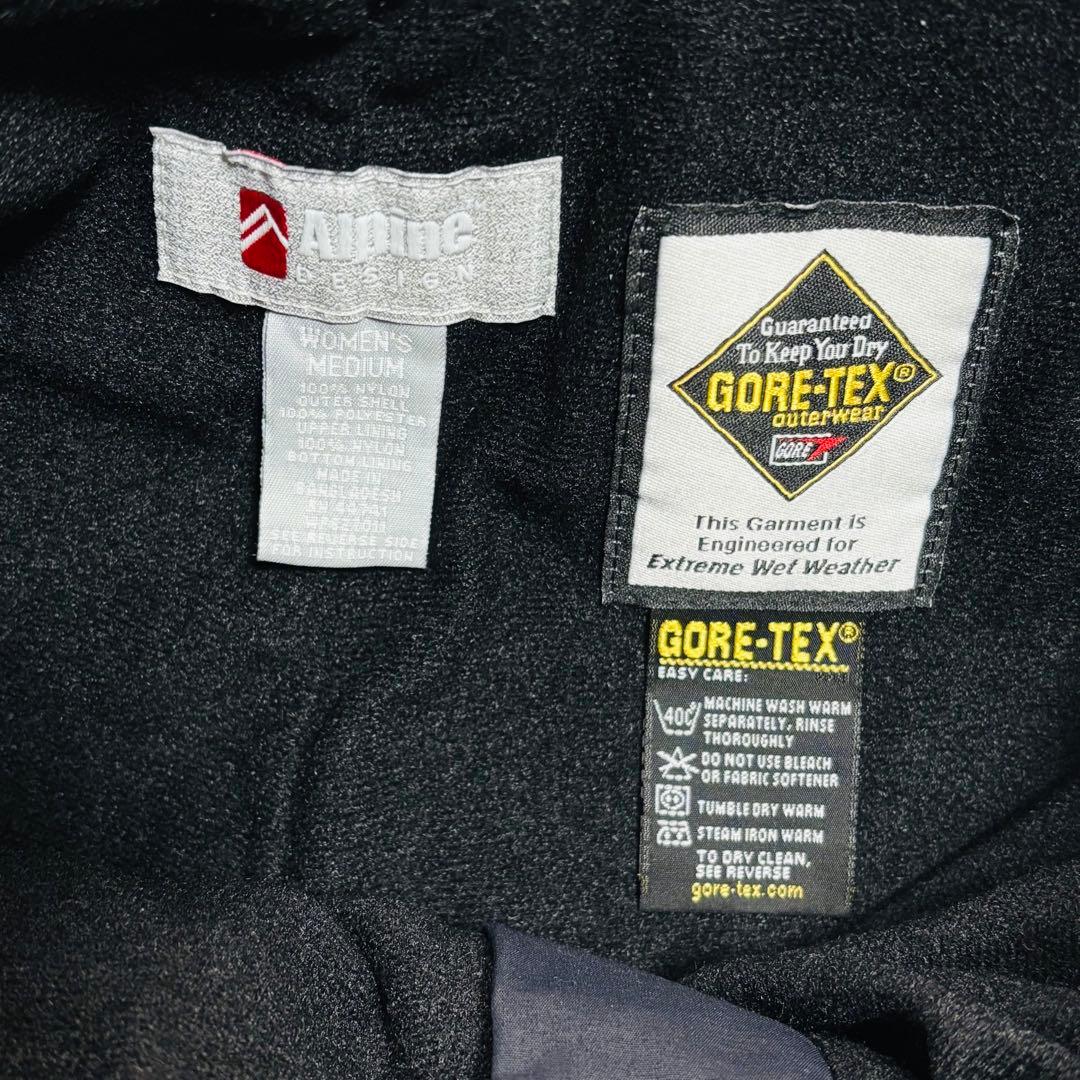 Alpine
DESIGN
WOMEN'S
MEDIUM
100% NYLON
OUTER SHELL
100% POLYESTER
UPPER LINING
100% NYLON
BOTTOM LINING
MADE IN
BANGLADESH
SEE REVERSE SIDE
FOR INSTRUCTION
Guaranteed
To Keep You Dry
GORE-TEX®
outerwear
GORE
This Garment is
Engineered for
Extreme Wet Weather
GORE-TEX®
EASY CARE:
40C
MACHINE WASH WARM
SEPARATELY, RINSE
THOROUGHLY
DO NOT USE BLEACH
OR FABRIC SOFTENER
TUMBLE DRY WARM
STEAM IRON WARM
TO DRY CLEAN,
SEE REVERSE
gore-tex.com